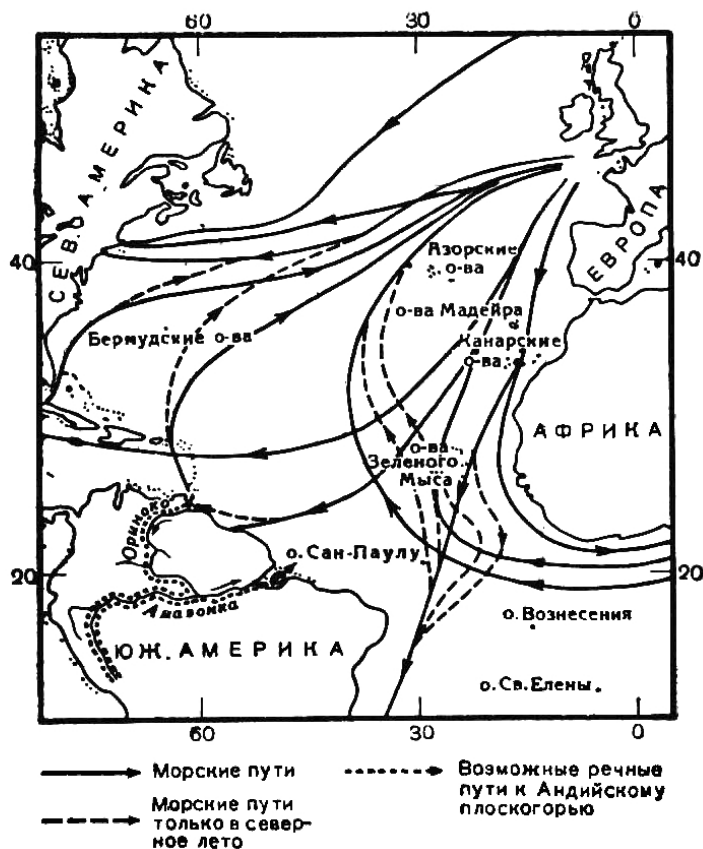 60 30 0
СЕВ. АМЕРИКА
ЕВРОПА
40 40
Азорские
о-ва
о-ва Мадейра
Бермудские о-ва
Канарские
о-ва
АФРИКА
о-ва
Зеленого
Мыса
Ориноко
о. Сан-Паулу
20 20
Амазонка
о. Вознесения
ЮЖ. АМЕРИКА
о. Св. Елены
60 30 0
Морские пути
Морские пути
только в север-
ное лето
Возможные речные
пути к Андийскому
плоскогорью